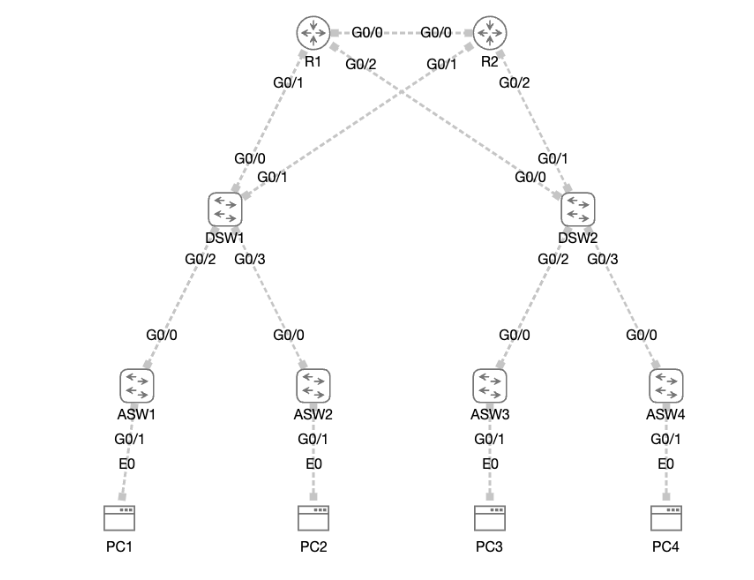 G0/0 G0/0
R1 R2
G0/2 G0/1
G0/1 G0/2
G0/0 G0/1
G0/1 G0/0
DSW1 DSW2
G0/2 G0/3 G0/2 G0/3
G0/0 G0/0 G0/0 G0/0
ASW1 ASW2 ASW3 ASW4
G0/1 G0/1 G0/1 G0/1
E0 E0 E0 E0
PC1 PC2 PC3 PC4